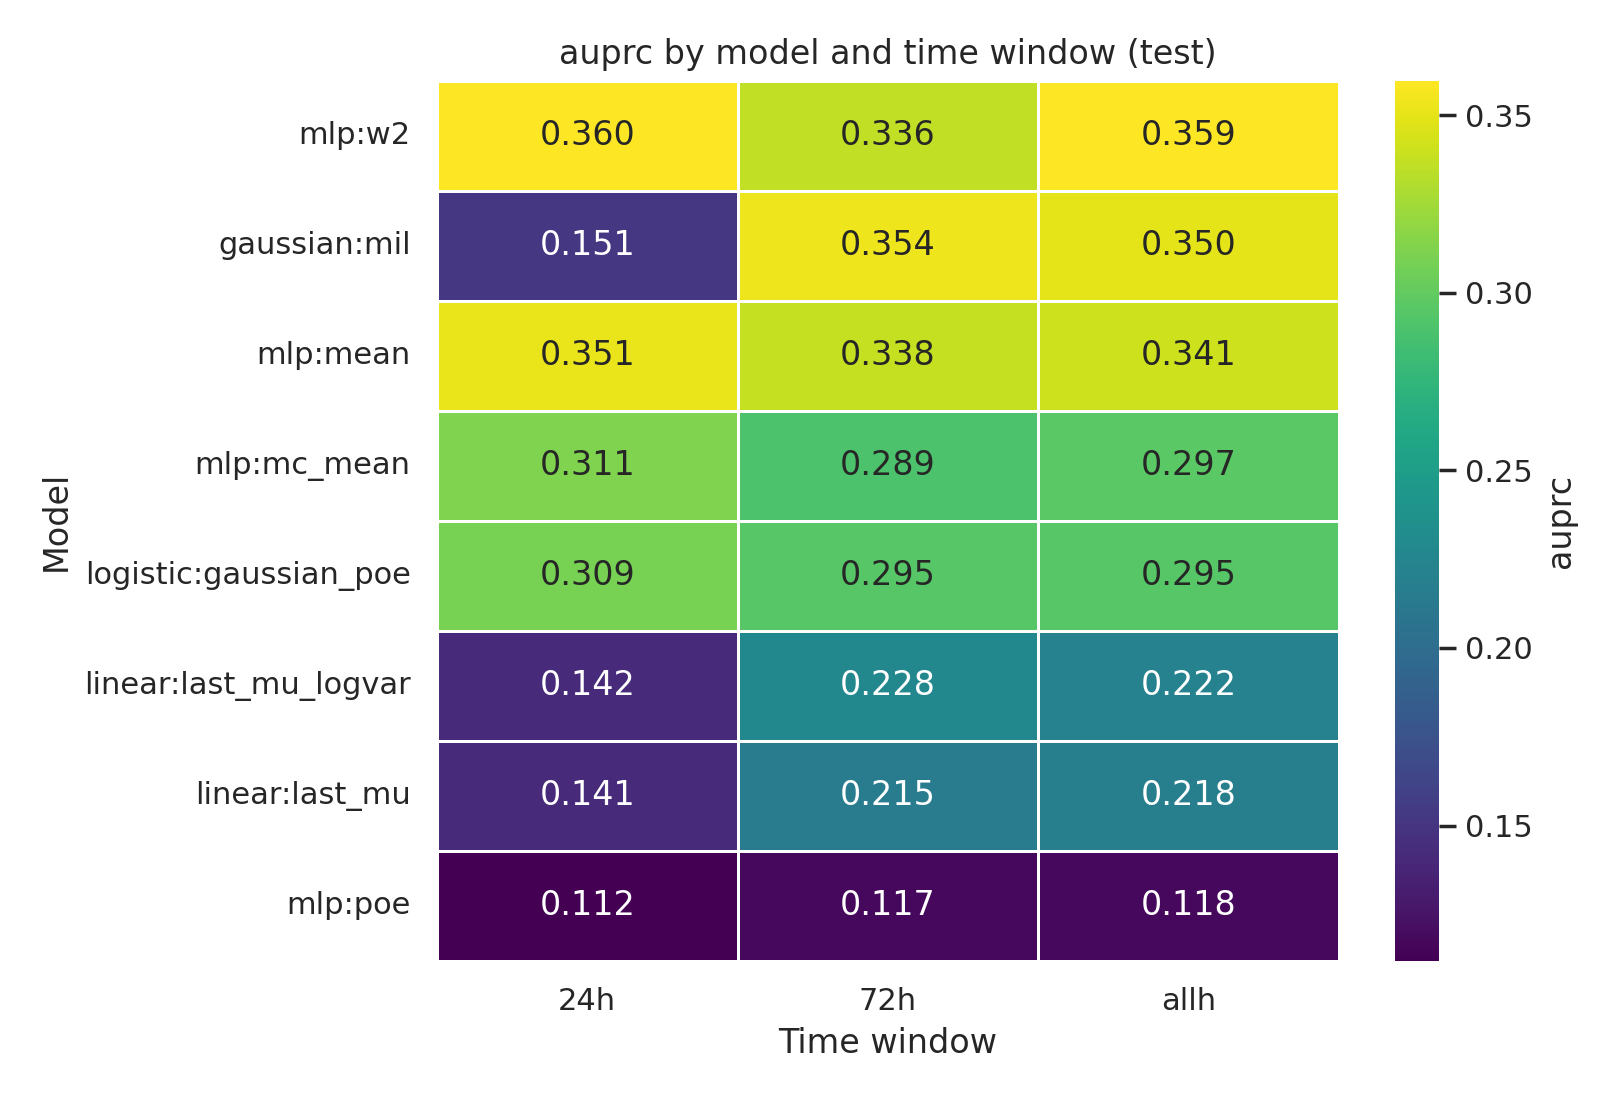 auprc by model and time window (test)
mlp:w2 0.360 0.336 0.359
gaussian:mil 0.151 0.354 0.350
mlp:mean 0.351 0.338 0.341
mlp:mc_mean 0.311 0.289 0.297
logistic:gaussian_poe 0.309 0.295 0.295
linear:last_mu_logvar 0.142 0.228 0.222
linear:last_mu 0.141 0.215 0.218
mlp:poe 0.112 0.117 0.118
24h 72h allh
Time window
Model
0.35
0.30
0.25
0.20
0.15
auprc